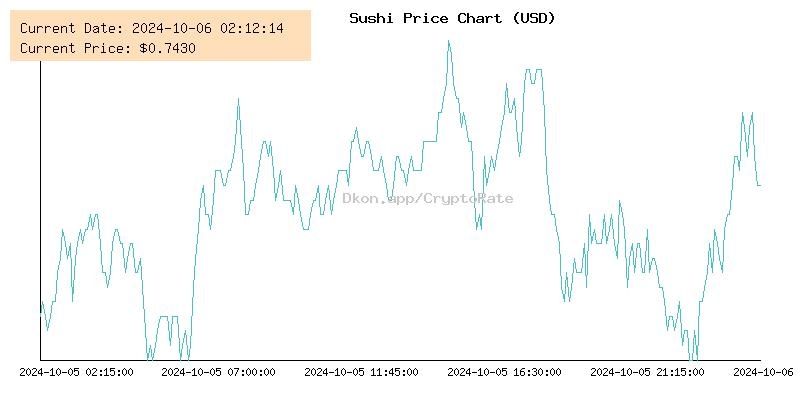 Sushi Price Chart (USD)
Current Date: 2024-10-06 02:12:14
Current Price: $0.7430
Dkon.app/CryptoRate
2024-10-05 02:15:00 2024-10-05 07:00:00 2024-10-05 11:45:00 2024-10-05 16:30:00 2024-10-05 21:15:00 2024-10-06